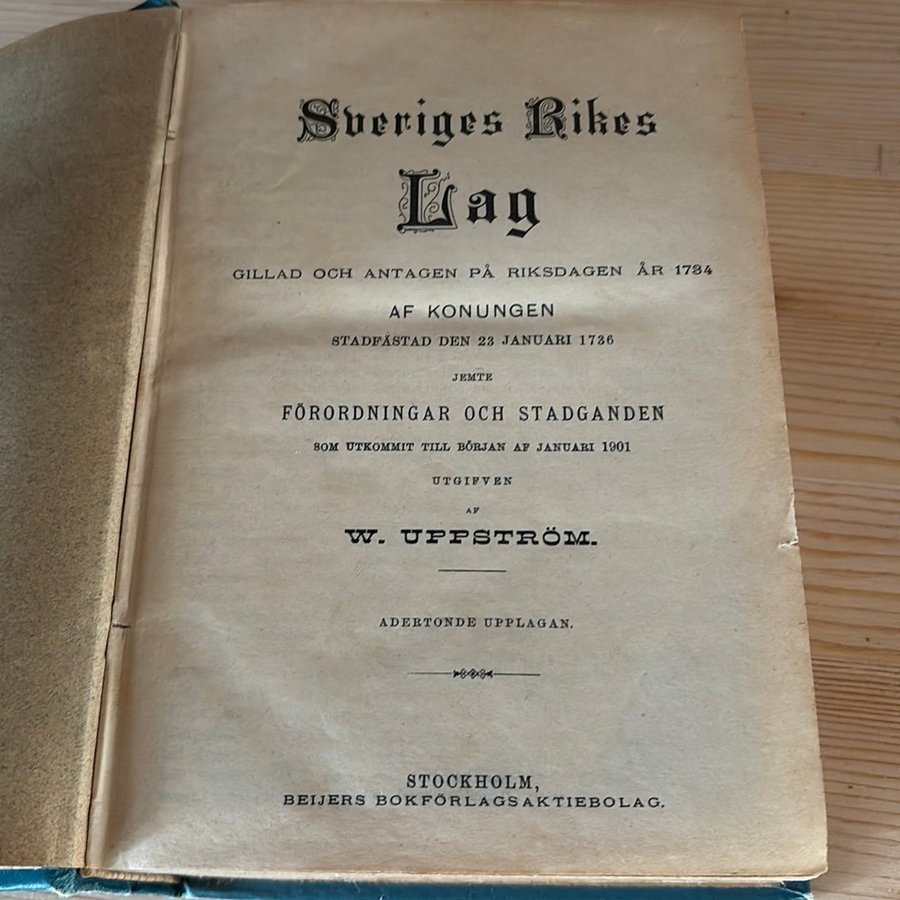 Sveriges Rikes
Lag
GILLAD OCH ANTAGEN PÅ RIKSDAGEN ÅR 1734
AF KONUNGEN
STADFÄSTAD DEN 23 JANUARI 1736
JEMTE
FÖRORDNINGAR OCH STADGANDEN
SOM UTKOMMIT TILL BÖRJAN AF JANUARI 1901
UTGIFVEN
AF
W. UPPSTRÖM.
ADERTONDE UPPLAGAN.
STOCKHOLM,
BEIJERS BOKFÖRLAGSAKTIEBOLAG.